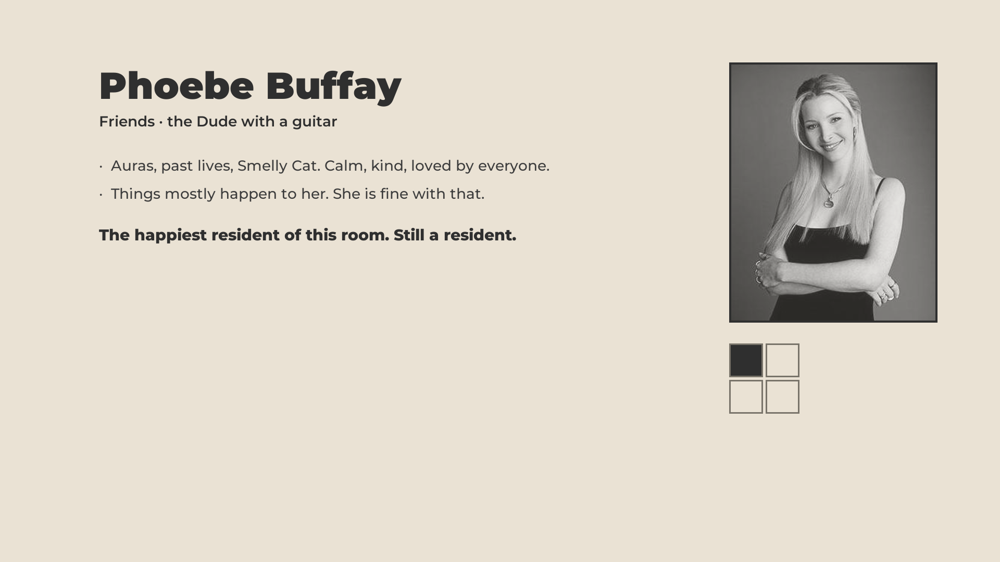 Phoebe Buffay
Friends · the Dude with a guitar
· Auras, past lives, Smelly Cat. Calm, kind, loved by everyone.
· Things mostly happen to her. She is fine with that.
The happiest resident of this room. Still a resident.